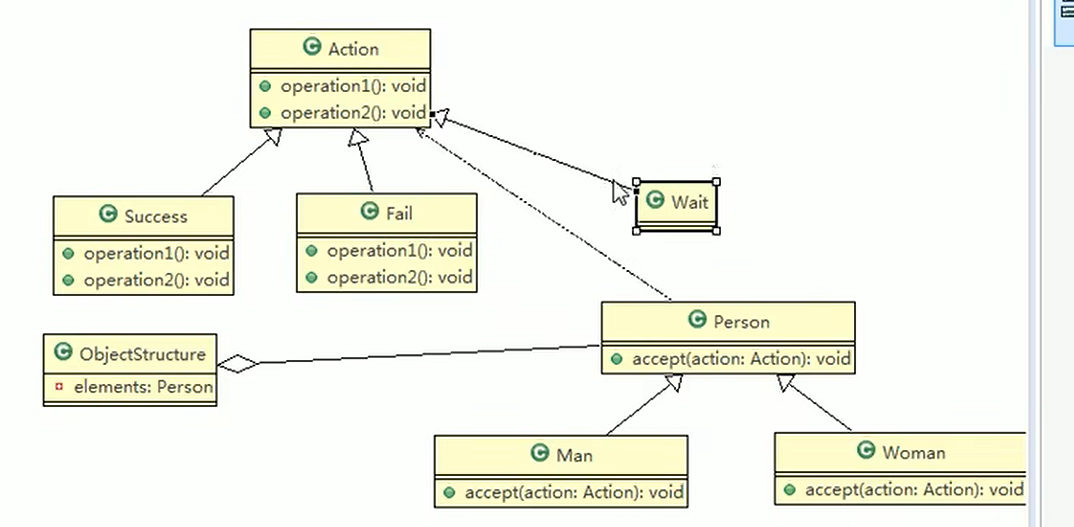 Action
operation1(): void
operation2(): void
Wait
Success
operation1(): void
operation2(): void
Fail
operation1(): void
operation2(): void
Person
accept(action: Action): void
ObjectStructure
elements: Person
Man
accept(action: Action): void
Woman
accept(action: Action): void